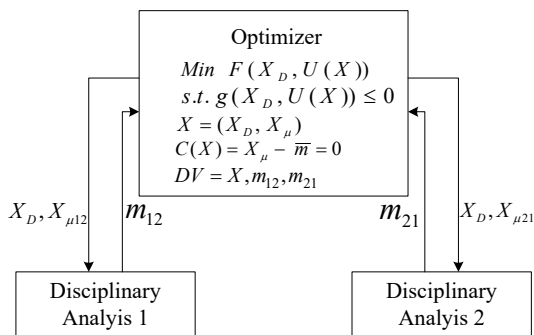 Optimizer
Min F(X_D, U(X))
s.t. g(X_D, U(X)) ≤ 0
X = (X_D, X_μ)
C(X) = X_μ − m̅ = 0
DV = X, m_12, m_21
X_D, X_μ12
m_12
m_21
X_D, X_μ21
Disciplinary
Analyis 1
Disciplinary
Analyis 2